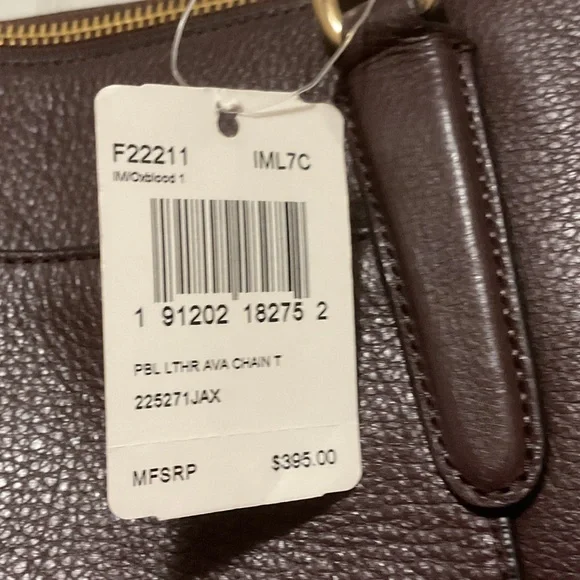 F22211 IML7C
IM/Oxblood 1
1 91202 18275 2
PBL LTHR AVA CHAIN T
225271JAX
MFSRP $395.00